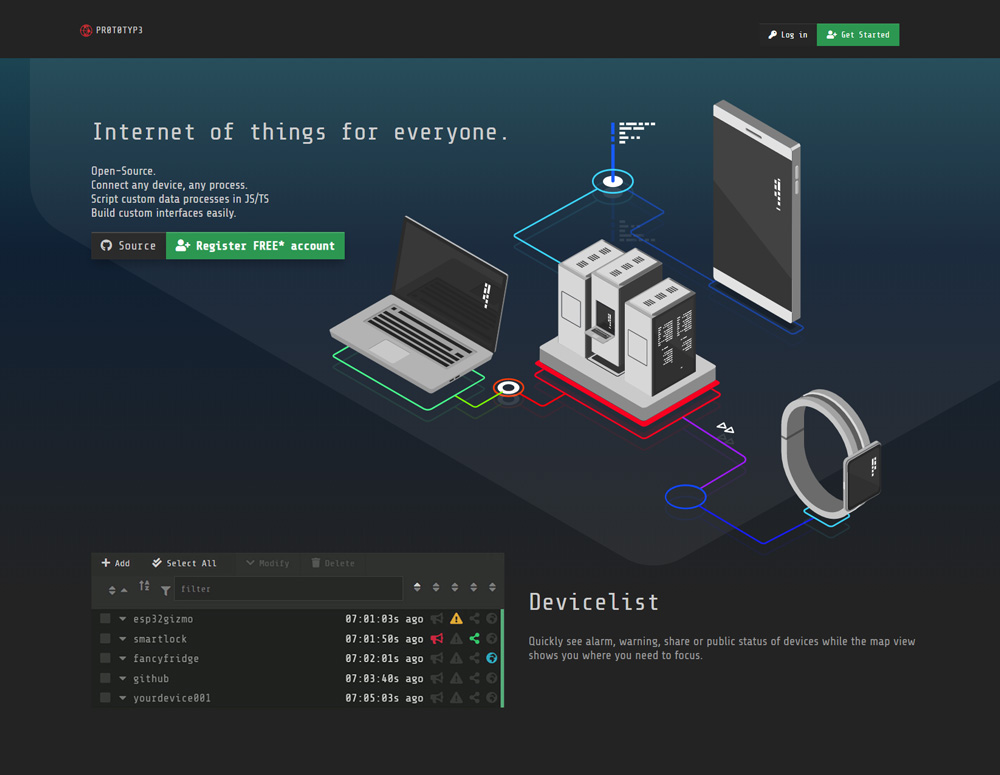 PR0T0TYP3
Log in
Get Started
Internet of things for everyone.
Open-Source.
Connect any device, any process.
Script custom data processes in JS/TS
Build custom interfaces easily.
Source
Register FREE* account
Add
Select All
Modify
Delete
filter
esp32gizmo 07:01:03s ago
smartlock 07:01:50s ago
fancyfridge 07:02:01s ago
github 07:03:40s ago
yourdevice001 07:05:03s ago
Devicelist
Quickly see alarm, warning, share or public status of devices while the map view
shows you where you need to focus.